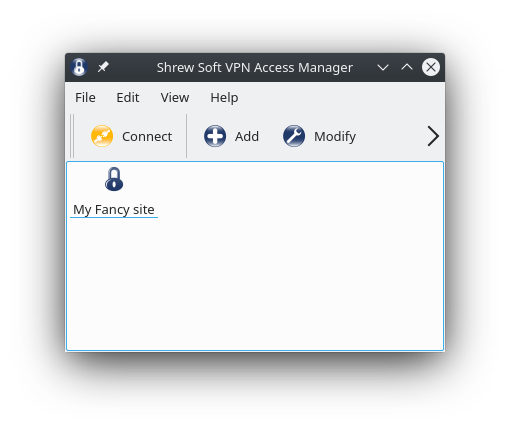 Shrew Soft VPN Access Manager
File Edit View Help
Connect Add Modify
My Fancy site